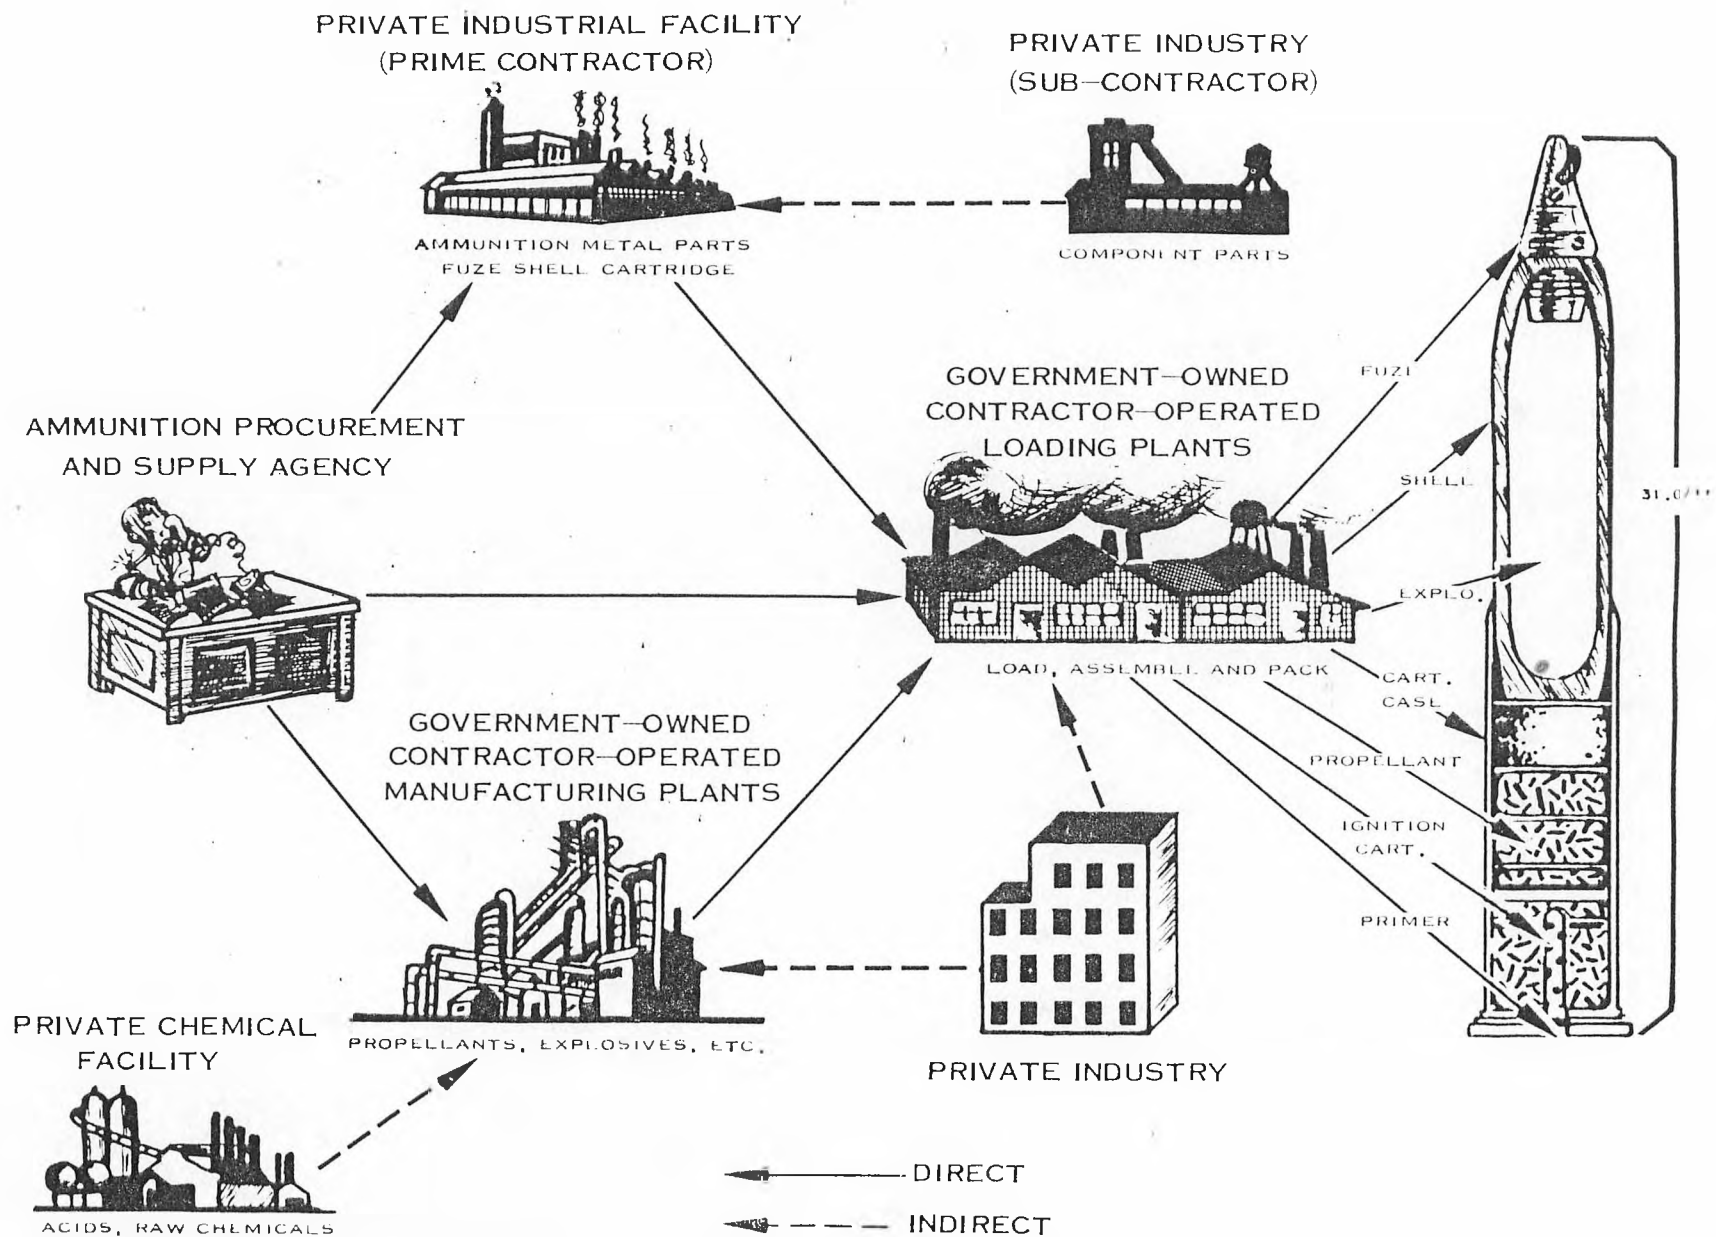 PRIVATE INDUSTRIAL FACILITY
(PRIME CONTRACTOR)
PRIVATE INDUSTRY
(SUB-CONTRACTOR)
AMMUNITION METAL PARTS
FUZE SHELL CARTRIDGE
COMPONENT PARTS
AMMUNITION PROCUREMENT
AND SUPPLY AGENCY
GOVERNMENT-OWNED
CONTRACTOR-OPERATED
LOADING PLANTS
LOAD, ASSEMBLE AND PACK
FUZE
SHELL
EXPLO.
CART.
CASE
PROPELLANT
IGNITION
CART.
PRIMER
GOVERNMENT-OWNED
CONTRACTOR-OPERATED
MANUFACTURING PLANTS
PROPELLANTS, EXPLOSIVES, ETC.
PRIVATE INDUSTRY
PRIVATE CHEMICAL
FACILITY
ACIDS, RAW CHEMICALS
DIRECT
INDIRECT